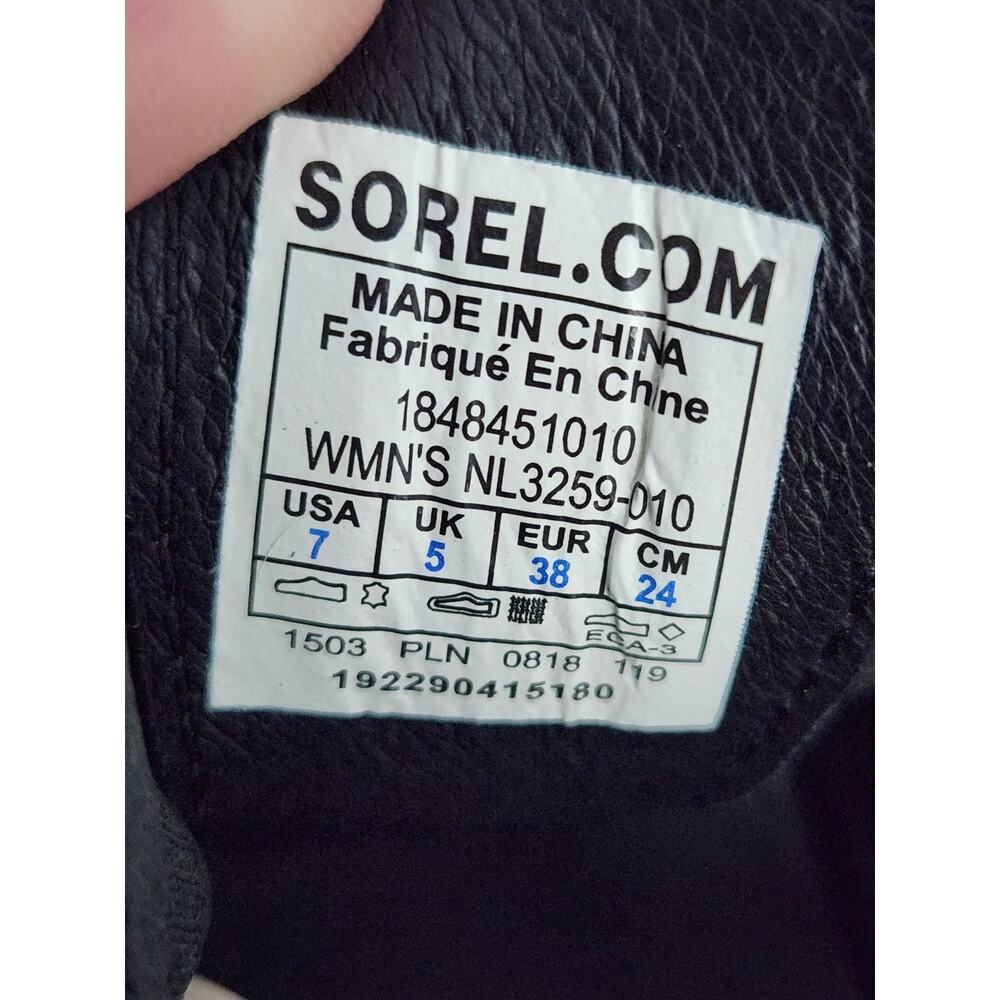 SOREL.COM
MADE IN CHINA
Fabriqué En Chine
1848451010
WMN'S NL3259-010
USA UK EUR CM
7 5 38 24
ECA-3
1503 PLN 0818 119
192290415180